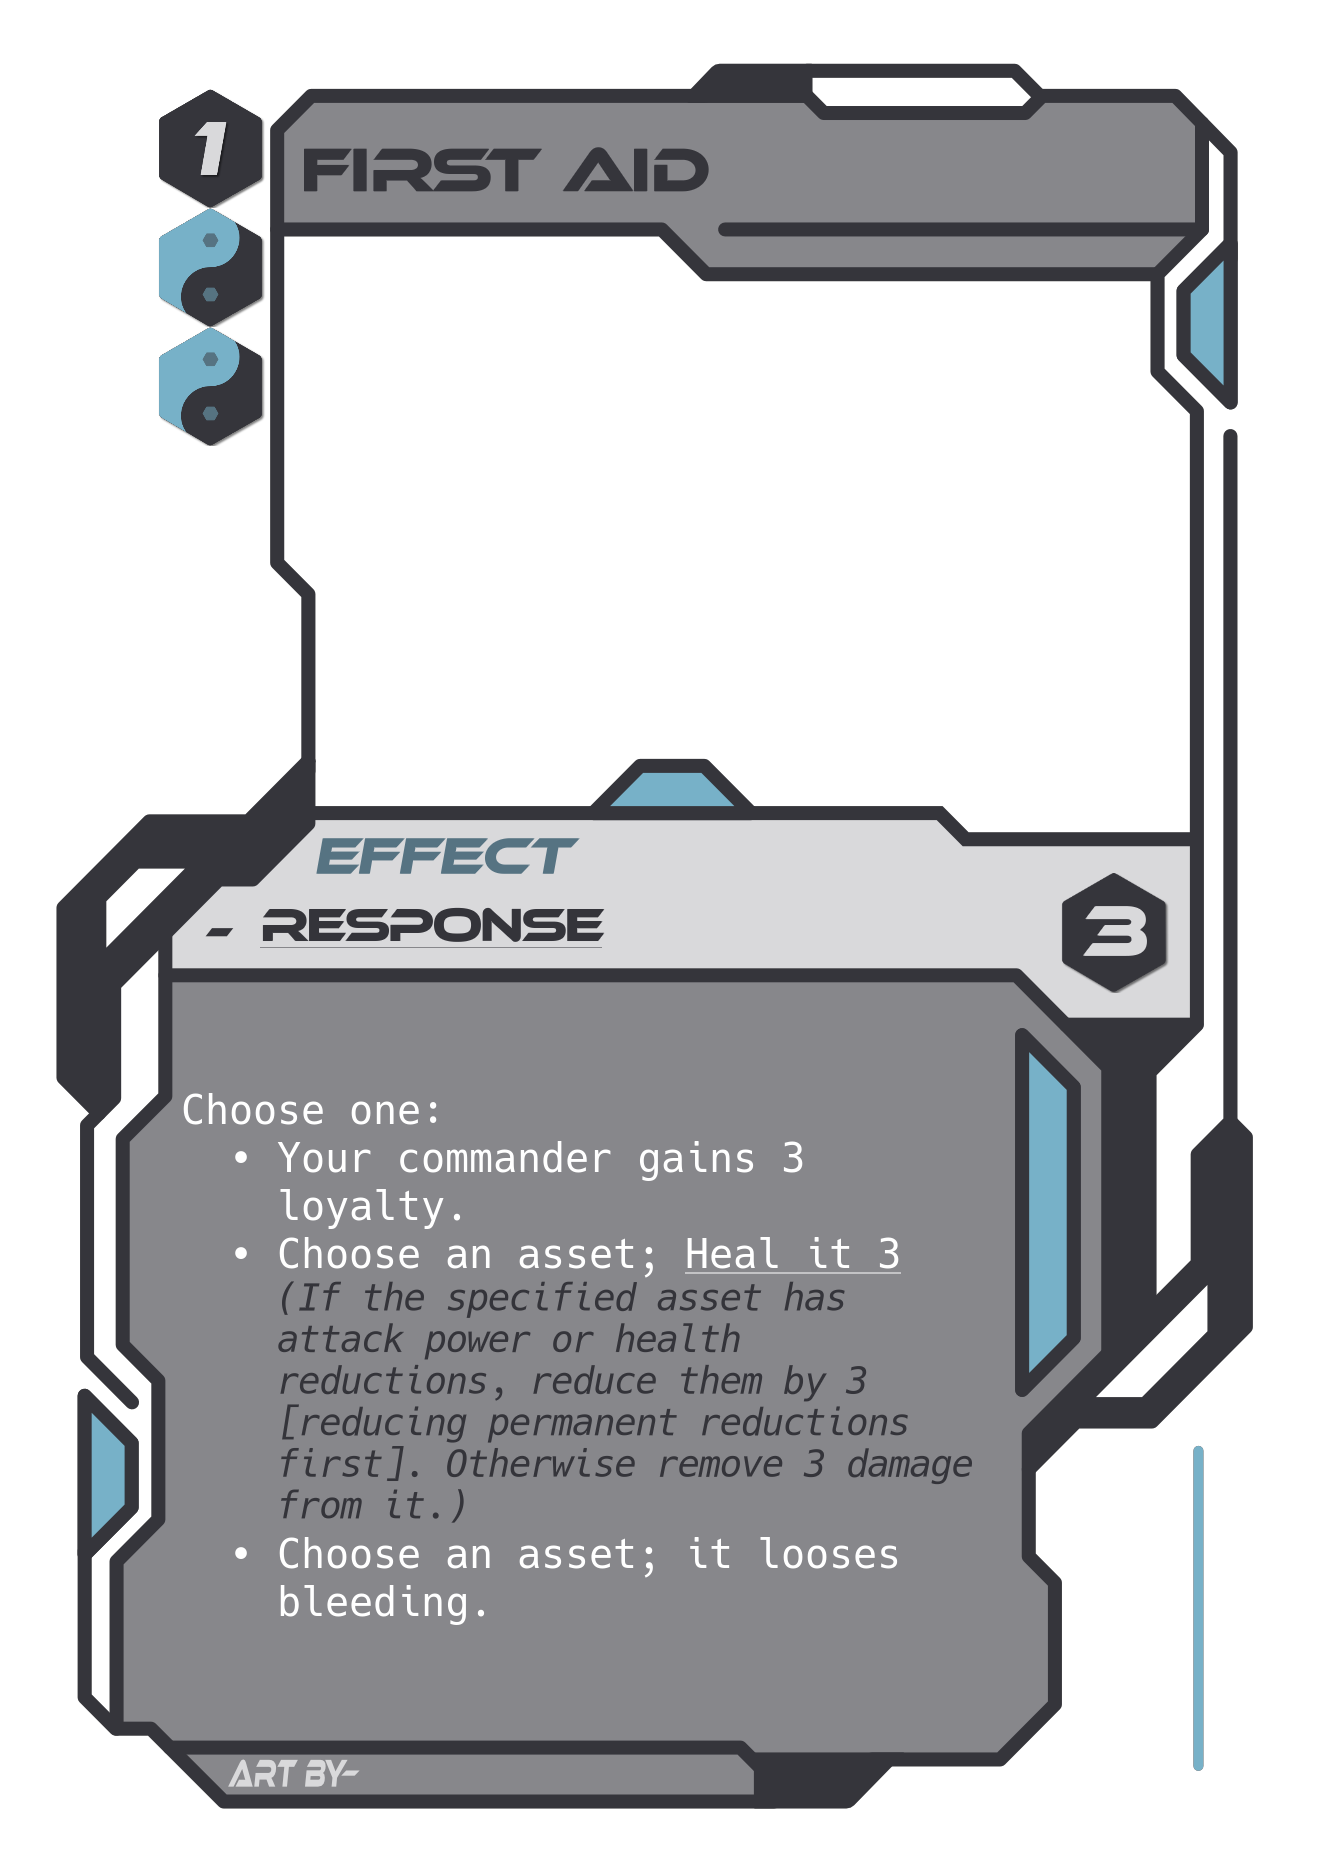 1
FIRST AID
EFFECT
- RESPONSE
3
Choose one:
• Your commander gains 3
loyalty.
• Choose an asset; Heal it 3
(If the specified asset has
attack power or health
reductions, reduce them by 3
[reducing permanent reductions
first]. Otherwise remove 3 damage
from it.)
• Choose an asset; it looses
bleeding.
ART BY-